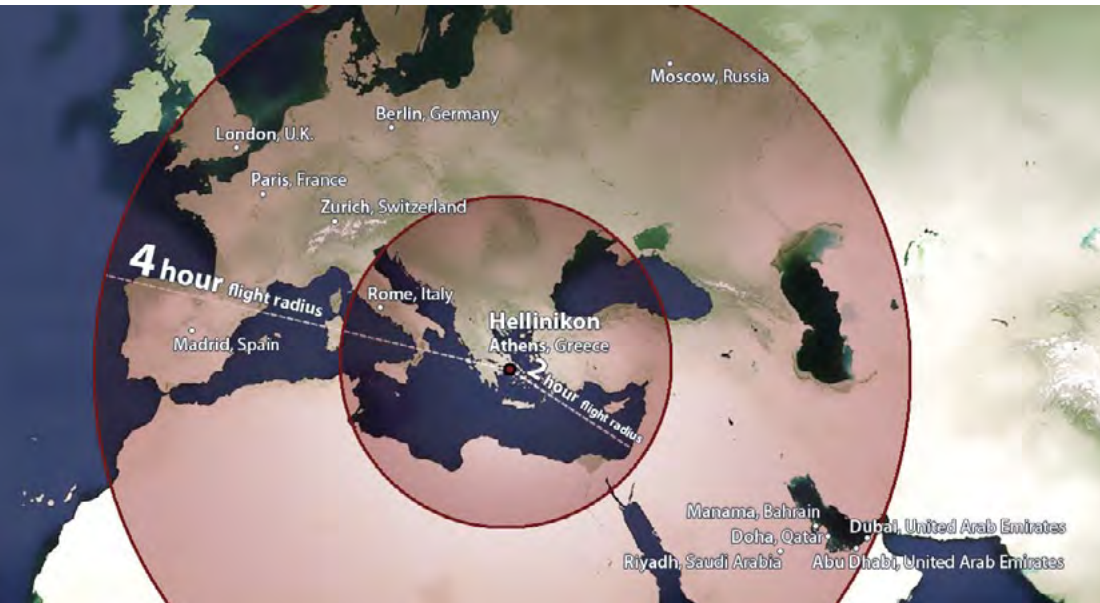 Moscow, Russia
Berlin, Germany
London, U.K.
Paris, France
Zurich, Switzerland
4 hour flight radius
Rome, Italy
Hellinikon
Madrid, Spain
Athens, Greece
2 hour flight radius
Manama, Bahrain
Dubai, United Arab Emirates
Doha, Qatar
Riyadh, Saudi Arabia
Abu Dhabi, United Arab Emirates